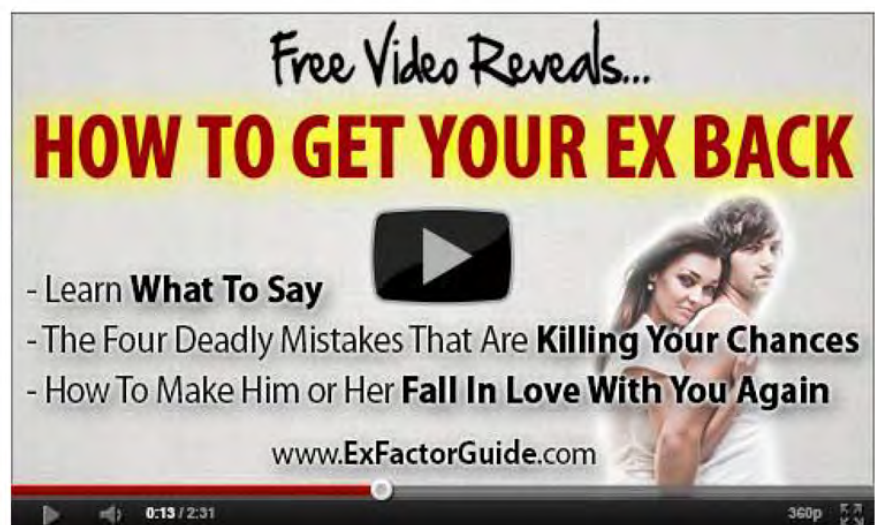 Free Video Reveals...
HOW TO GET YOUR EX BACK
- Learn What To Say
- The Four Deadly Mistakes That Are Killing Your Chances
- How To Make Him or Her Fall In Love With You Again
www.ExFactorGuide.com
0:13 / 2:31 360p